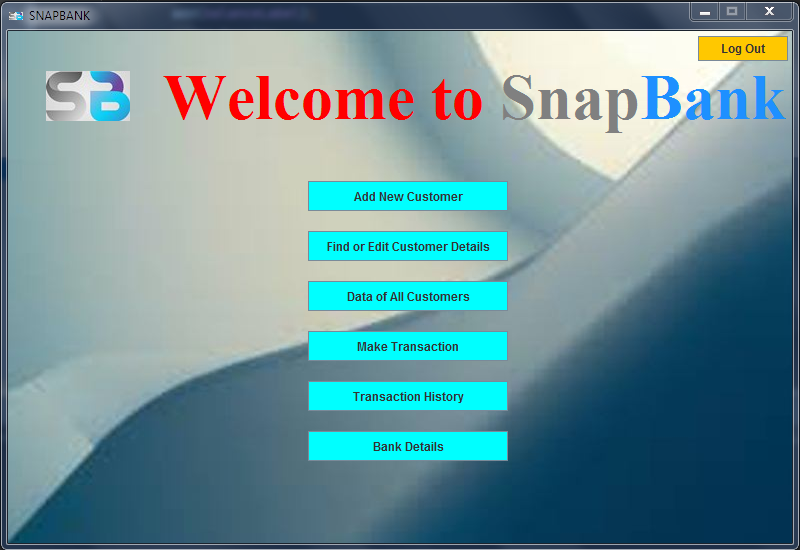 SNAPBANK
Log Out
SB
Welcome to SnapBank
Add New Customer
Find or Edit Customer Details
Data of All Customers
Make Transaction
Transaction History
Bank Details